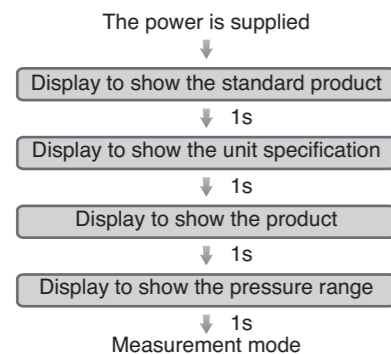 The power is supplied
Display to show the standard product
1s
Display to show the unit specification
1s
Display to show the product
1s
Display to show the pressure range
1s
Measurement mode